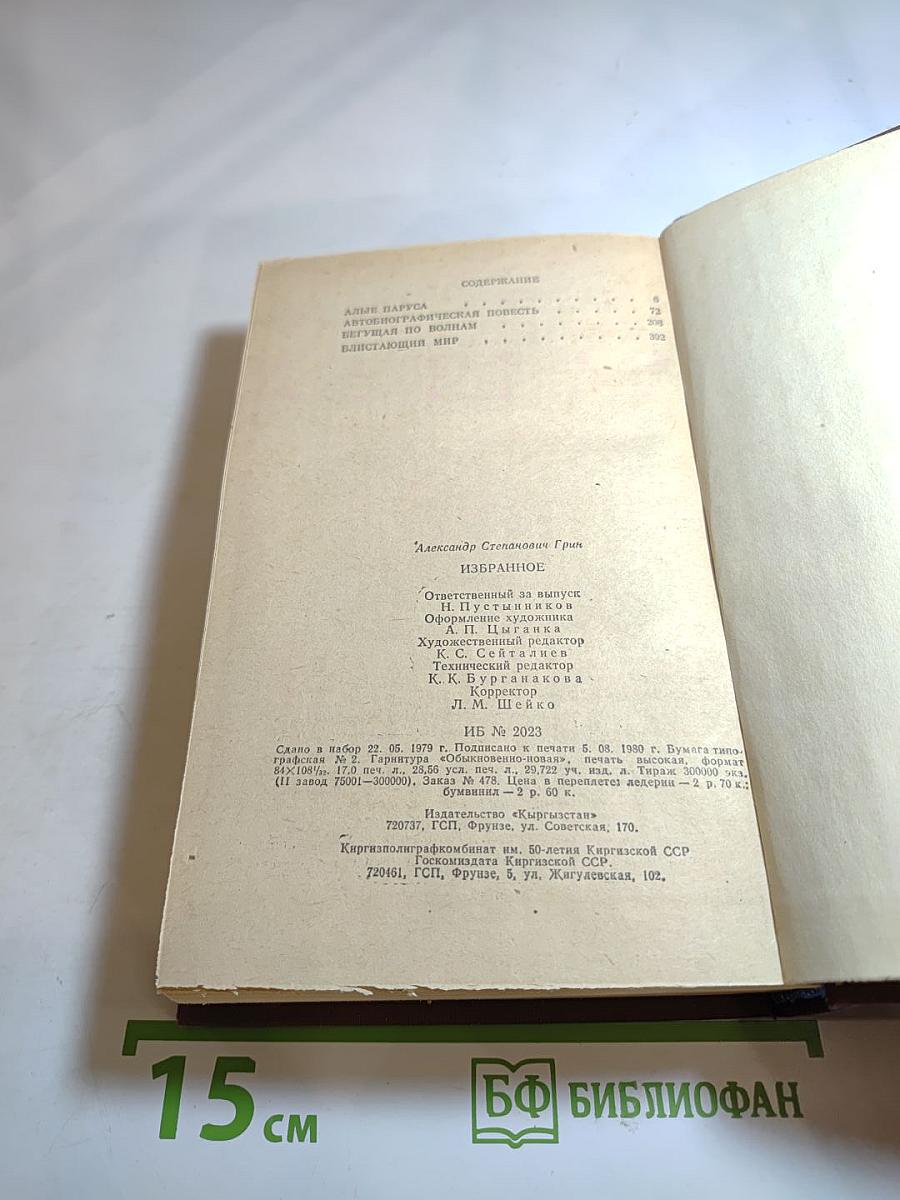 СОДЕРЖАНИЕ
АЛЫЕ ПАРУСА . . . . . . . . . . 6
АВТОБИОГРАФИЧЕСКАЯ ПОВЕСТЬ . . . . . 72
БЕГУЩАЯ ПО ВОЛНАМ . . . . . . . 208
БЛИСТАЮЩИЙ МИР . . . . . . . . 392
Александр Степанович Грин
ИЗБРАННОЕ
Ответственный за выпуск
Н. Пустынников
Оформление художника
А. П. Цыганка
Художественный редактор
К. С. Сейталиев
Технический редактор
К. К. Бурганакова
Корректор
Л. М. Шейко
ИБ № 2023
Сдано в набор 22. 05. 1979 г. Подписано к печати 5. 08. 1980 г. Бумага типо-
графская № 2. Гарнитура «Обыкновенно-новая», печать высокая, формат
84×108¹/₃₂. 17,0 печ. л., 28,56 усл. печ. л., 29,722 уч. изд. л. Тираж 300000 экз.
(II завод 75001—300000). Заказ № 478. Цена в переплете: ледерин — 2 р. 70 к.;
бумвинил — 2 р. 60 к.
Издательство «Кыргызстан»
720737, ГСП, Фрунзе, ул. Советская, 170.
Киргизполиграфкомбинат им. 50-летия Киргизской ССР
Госкомиздата Киргизской ССР.
720461, ГСП, Фрунзе, 5, ул. Жигулевская, 102.
15 см
БФ БИБЛИОФАН